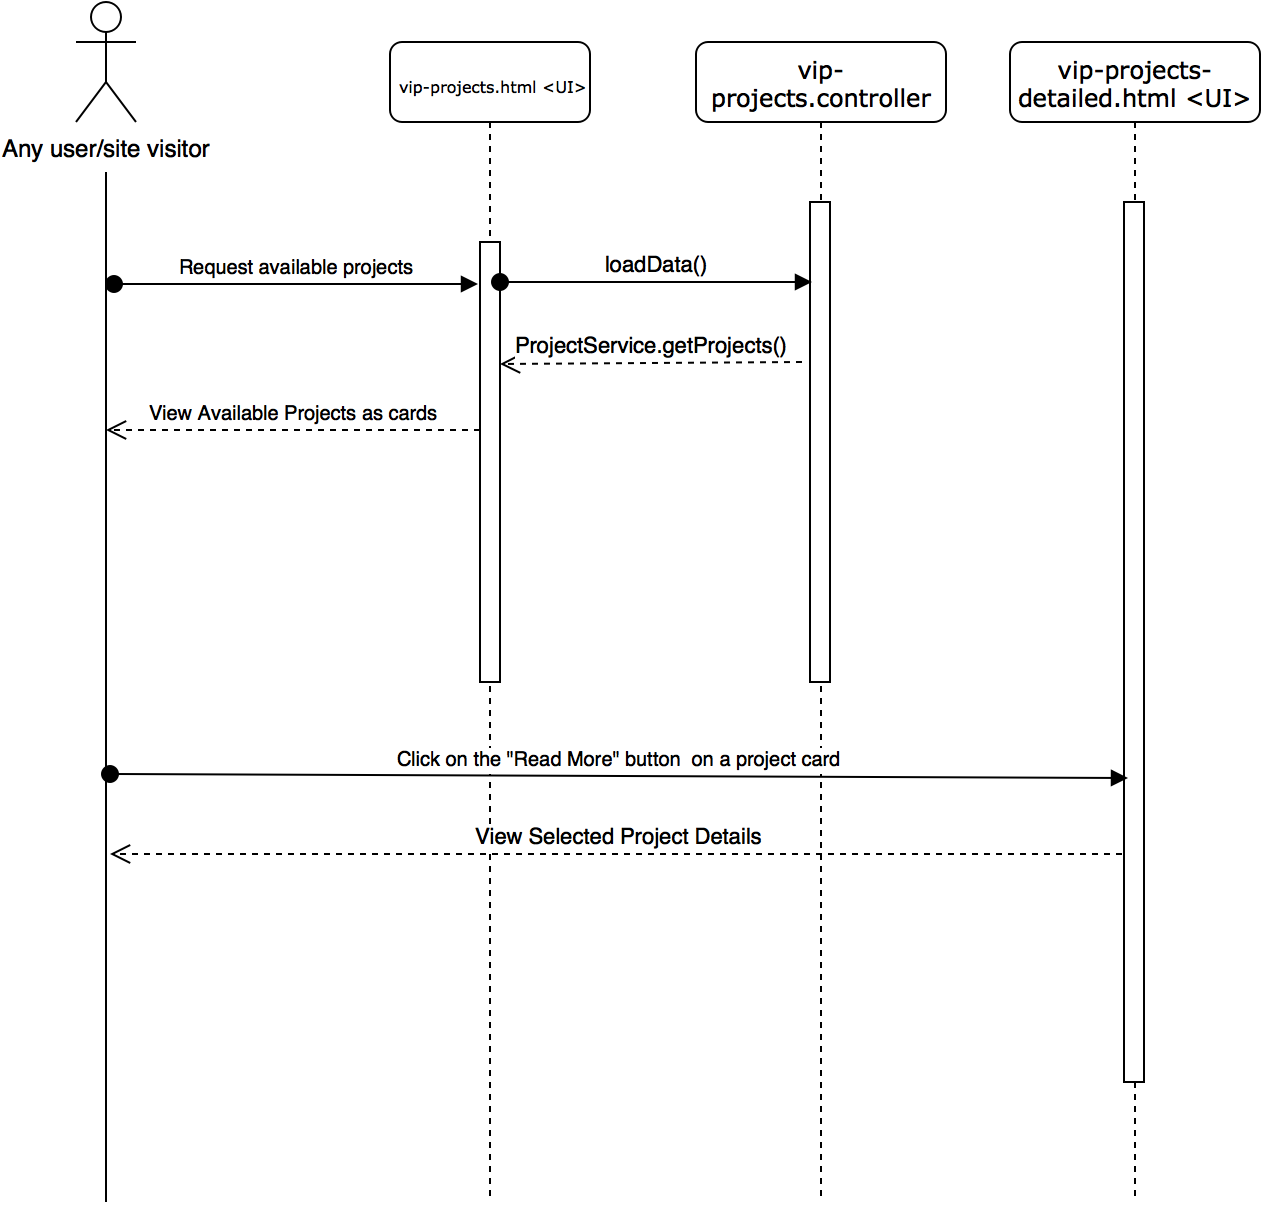 Any user/site visitor
vip-projects.html <UI>
vip-
projects.controller
vip-projects-
detailed.html <UI>
Request available projects
loadData()
ProjectService.getProjects()
View Available Projects as cards
Click on the "Read More" button  on a project card
View Selected Project Details